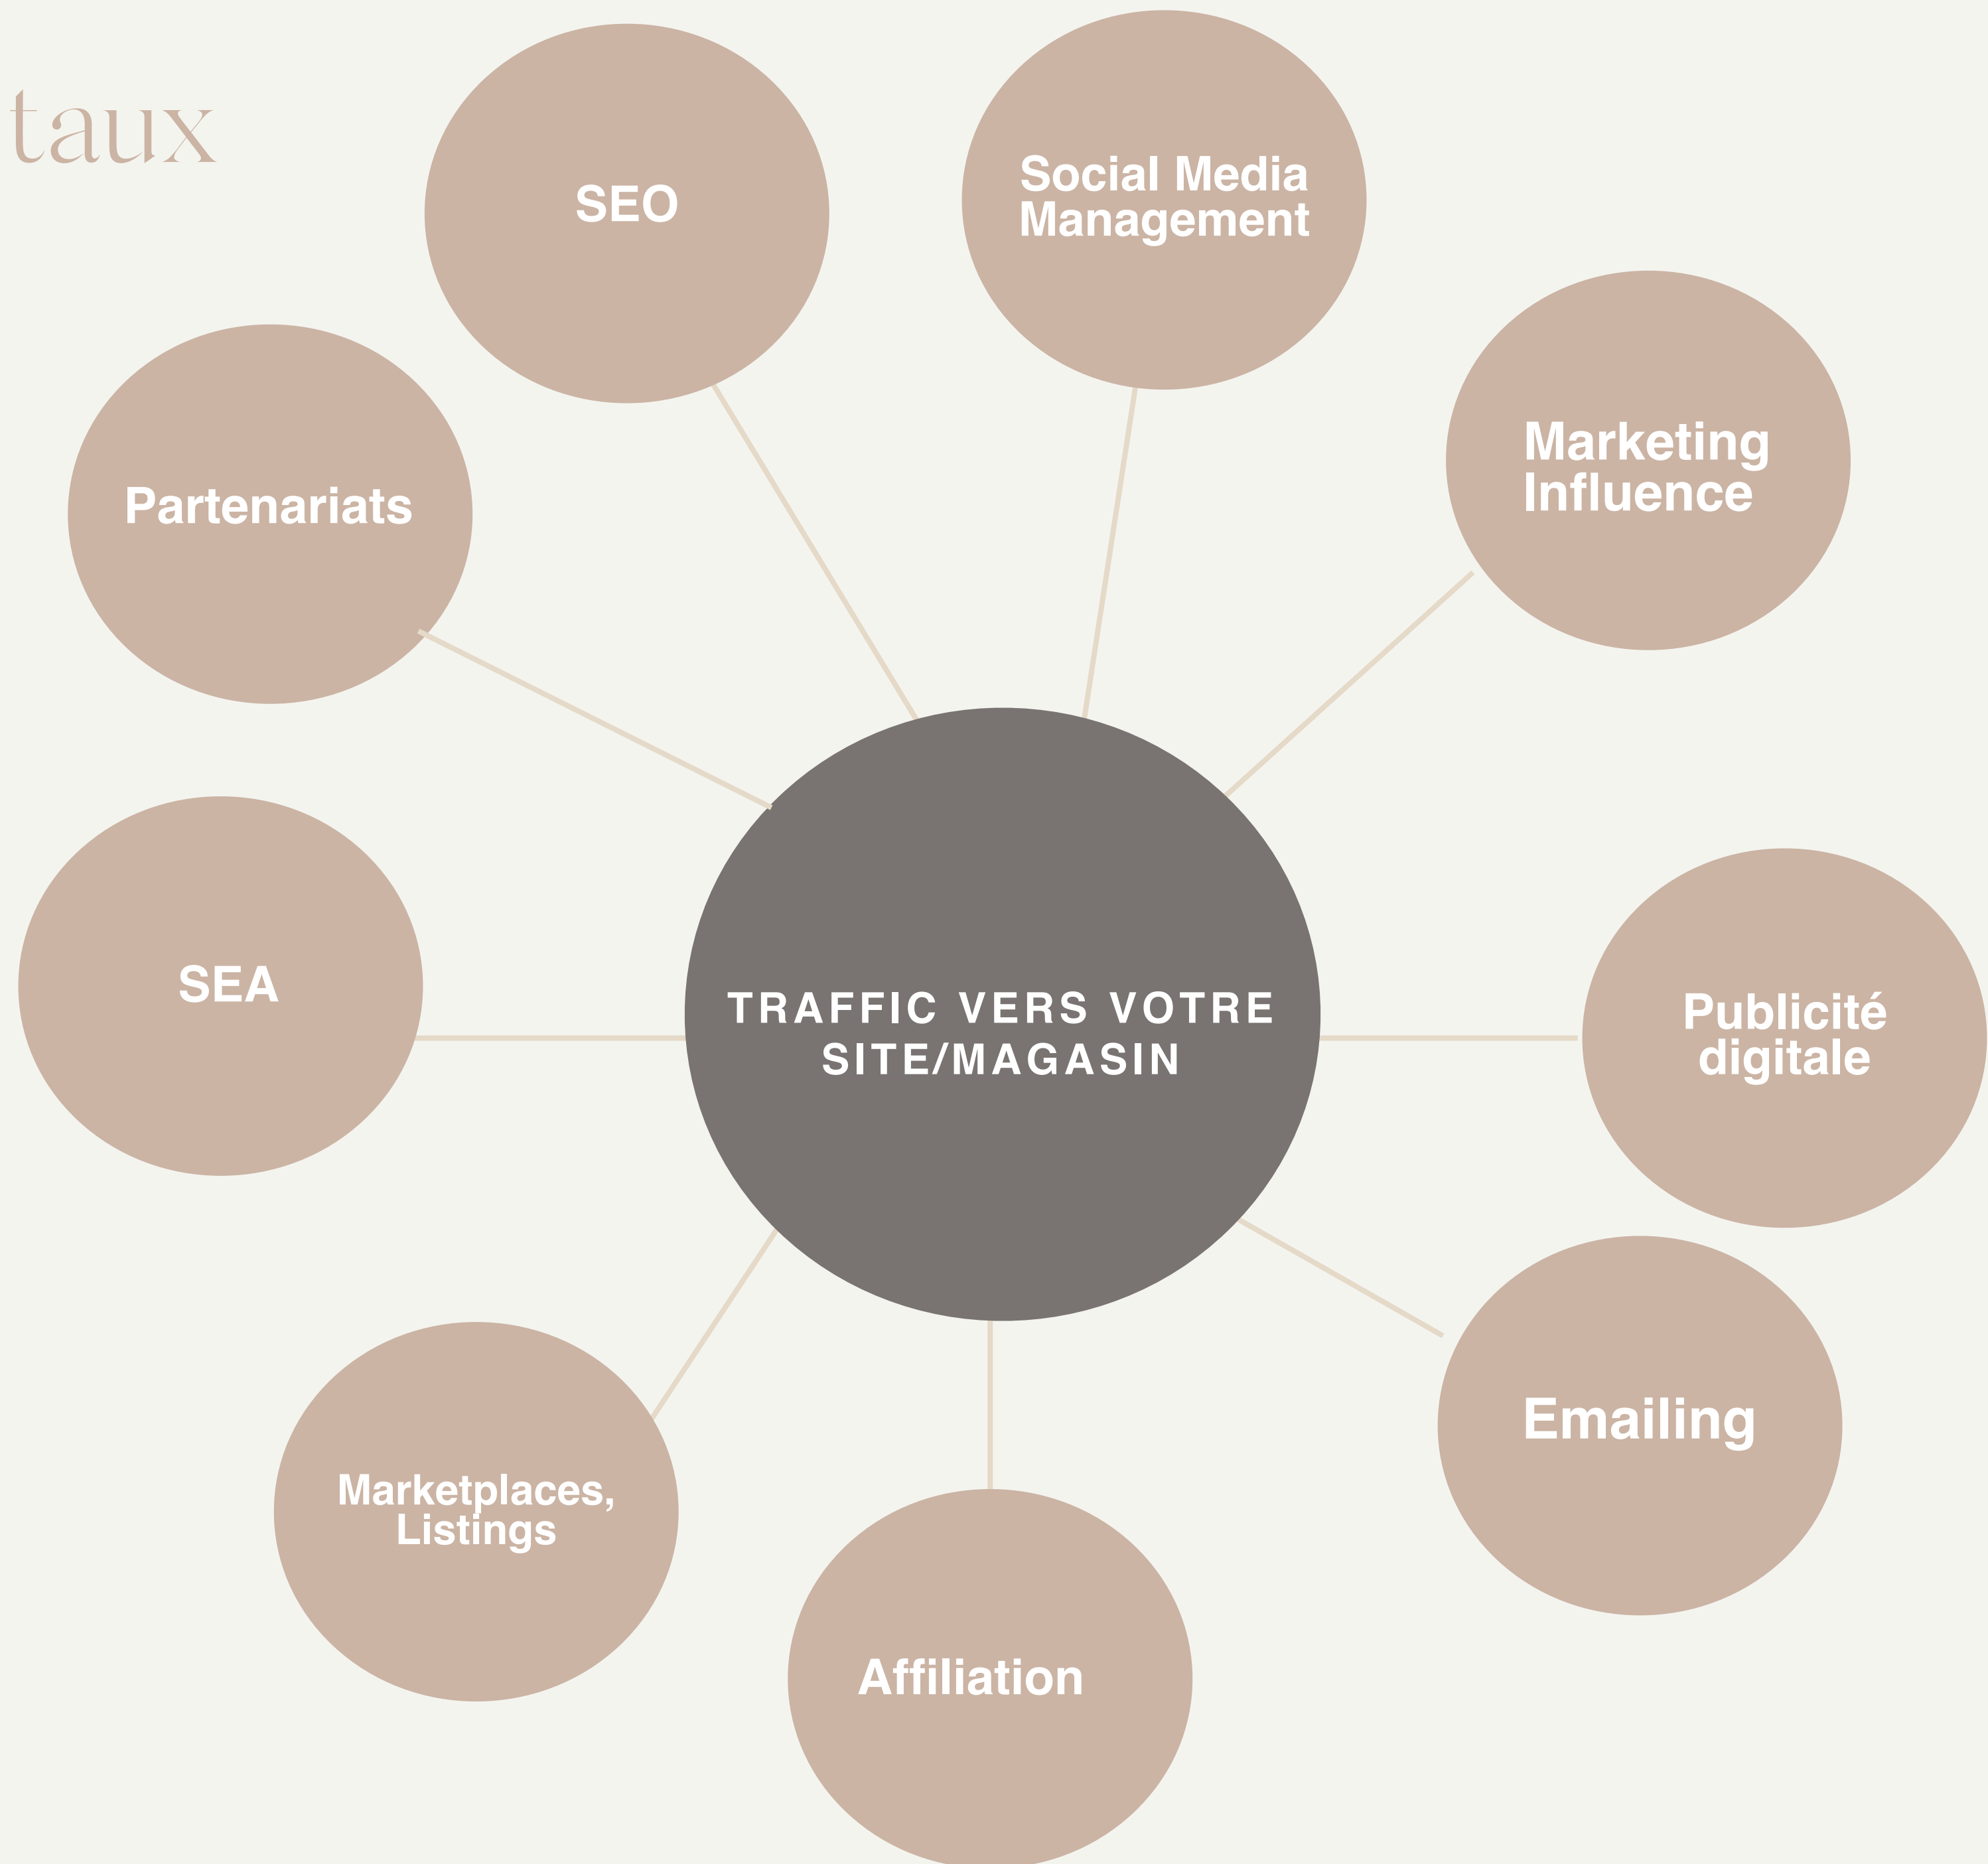 taux
SEO
Social Media
Management
Marketing
Influence
Partenariats
SEA
TRAFFIC VERS VOTRE
SITE/MAGASIN
Publicité
digitale
Emailing
Marketplaces,
Listings
Affiliation